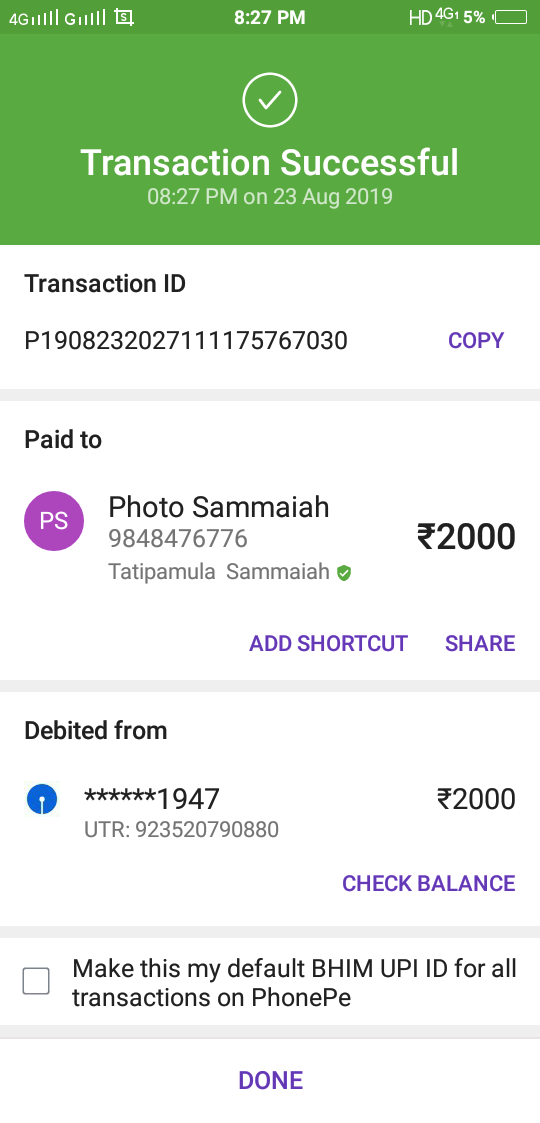 4G G S 8:27 PM HD 4G¹ 5%
Transaction Successful
08:27 PM on 23 Aug 2019
Transaction ID
P1908232027111175767030 COPY
Paid to
PS Photo Sammaiah
9848476776 ₹2000
Tatipamula Sammaiah
ADD SHORTCUT SHARE
Debited from
******1947 ₹2000
UTR: 923520790880
CHECK BALANCE
Make this my default BHIM UPI ID for all
transactions on PhonePe
DONE